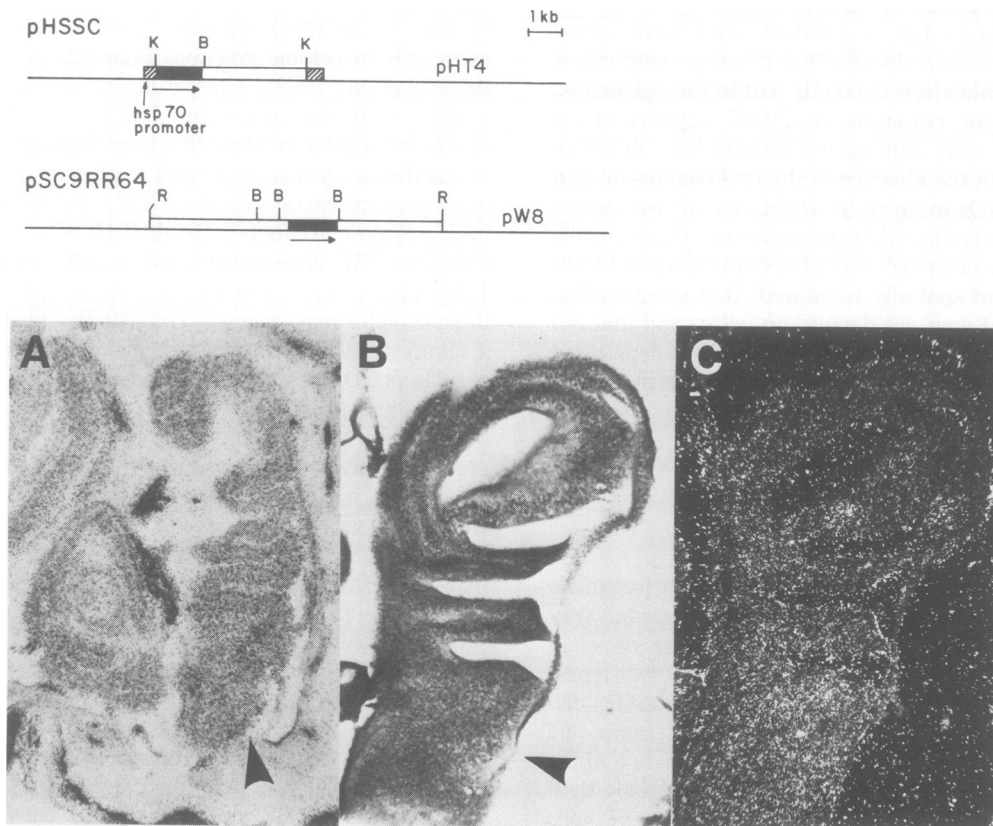 pHSSC
K B K
1 kb
pHT4
hsp 70
promoter
pSC9RR64
R B B B R
pW8
A B C